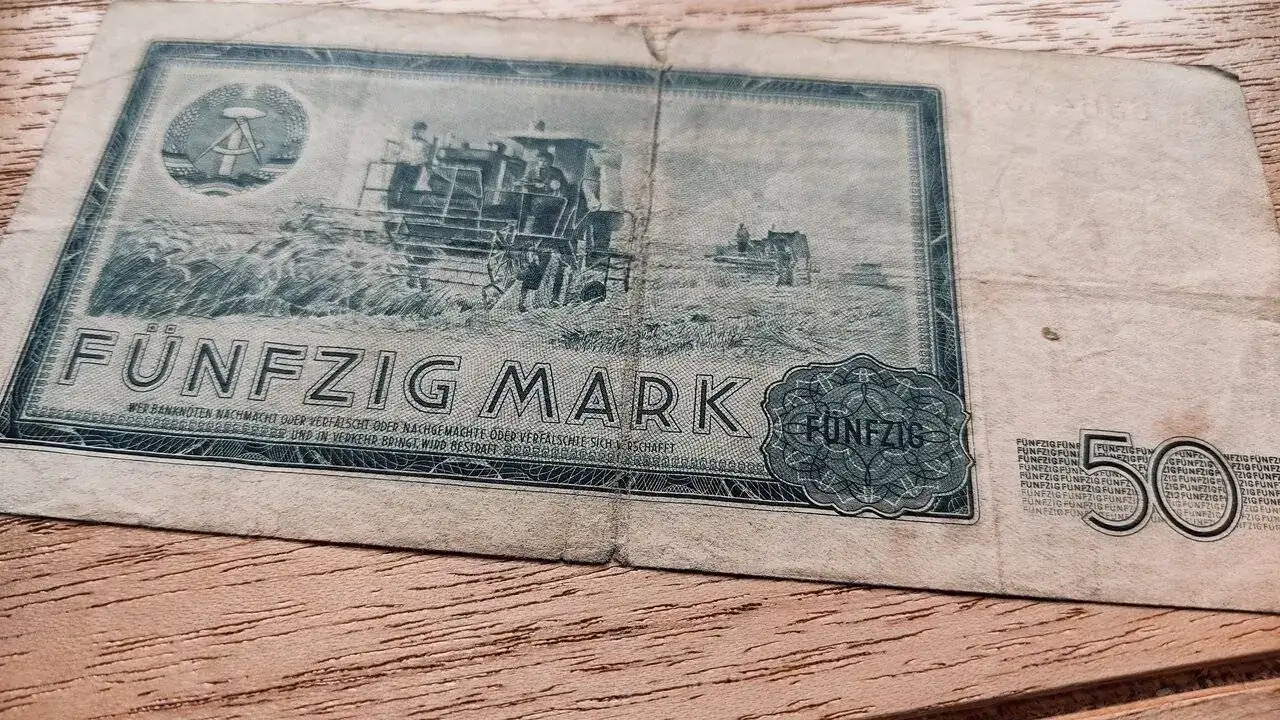 FÜNFZIG MARK
WER BANKNOTEN NACHMACHT ODER VERFÄLSCHT ODER NACHGEMACHTE ODER VERFÄLSCHTE SICH VERSCHAFFT
UND IN VERKEHR BRINGT, WIRD BESTRAFT
FÜNFZIG
50